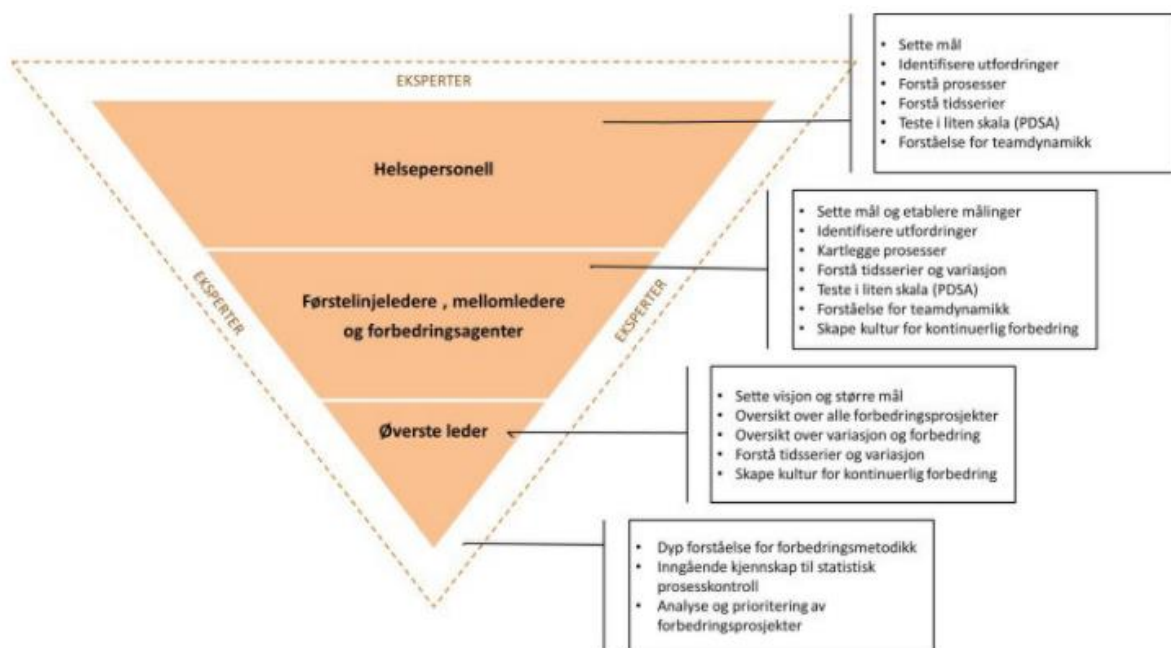 EKSPERTER
Helsepersonell
• Sette mål
• Identifisere utfordringer
• Forstå prosesser
• Forstå tidsserier
• Teste i liten skala (PDSA)
• Forståelse for teamdynamikk
EKSPERTER
EKSPERTER
Førstelinjeledere , mellomledere
og forbedringsagenter
• Sette mål og etablere målinger
• Identifisere utfordringer
• Kartlegge prosesser
• Forstå tidsserier og variasjon
• Teste i liten skala (PDSA)
• Forståelse for teamdynamikk
• Skape kultur for kontinuerlig forbedring
Øverste leder
• Sette visjon og større mål
• Oversikt over alle forbedringsprosjekter
• Oversikt over variasjon og forbedring
• Forstå tidsserier og variasjon
• Skape kultur for kontinuerlig forbedring
• Dyp forståelse for forbedringsmetodikk
• Inngående kjennskap til statistisk
prosesskontroll
• Analyse og prioritering av
forbedringsprosjekter